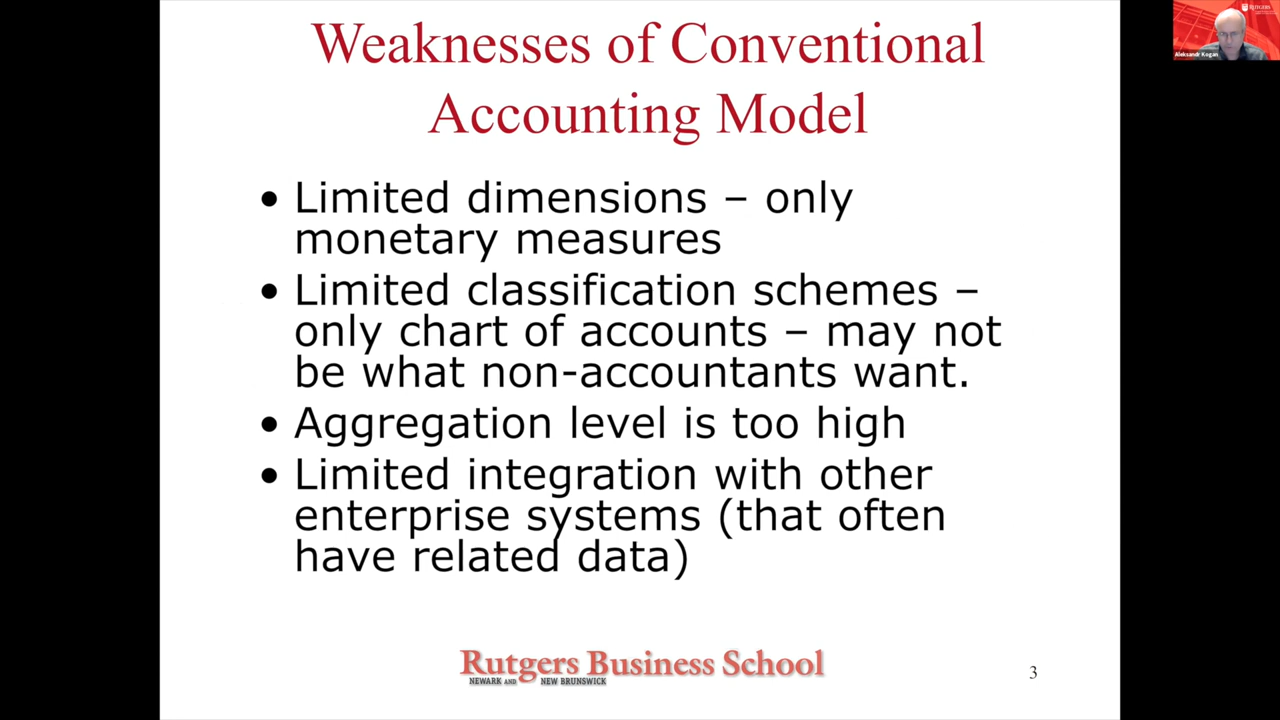 Weaknesses of Conventional
Accounting Model
• Limited dimensions – only
monetary measures
• Limited classification schemes –
only chart of accounts – may not
be what non-accountants want.
• Aggregation level is too high
• Limited integration with other
enterprise systems (that often
have related data)
Rutgers Business School
NEWARK AND NEW BRUNSWICK
3
RUTGERS
Aleksandr Kogan